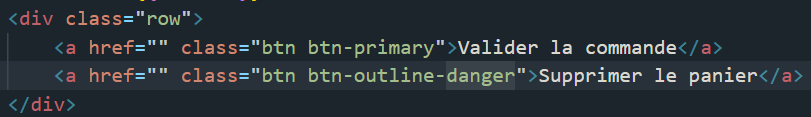 <div class="row">
    <a href="" class="btn btn-primary">Valider la commande</a>
    <a href="" class="btn btn-outline-danger">Supprimer le panier</a>
</div>